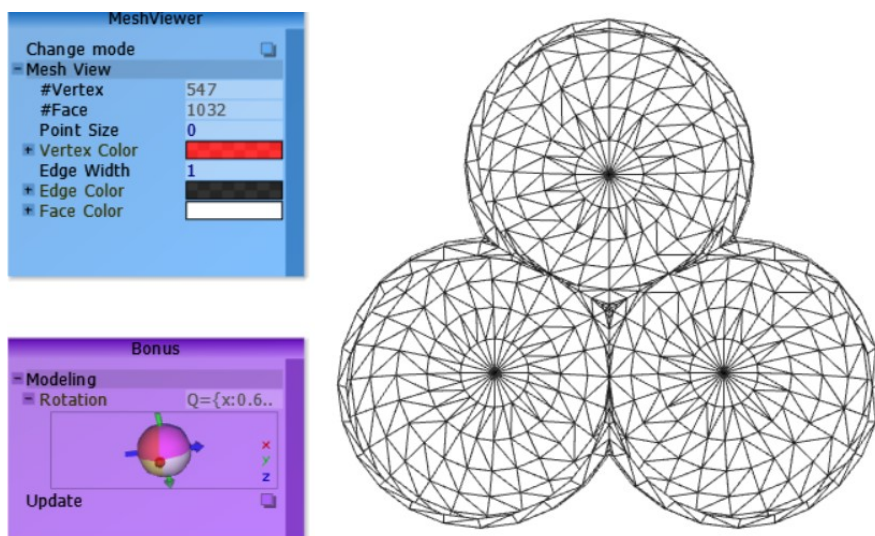 MeshViewer
Change mode
Mesh View
#Vertex 547
#Face 1032
Point Size 0
Vertex Color
Edge Width 1
Edge Color
Face Color
Bonus
Modeling
Rotation Q={x:0.6..
x
y
z
Update